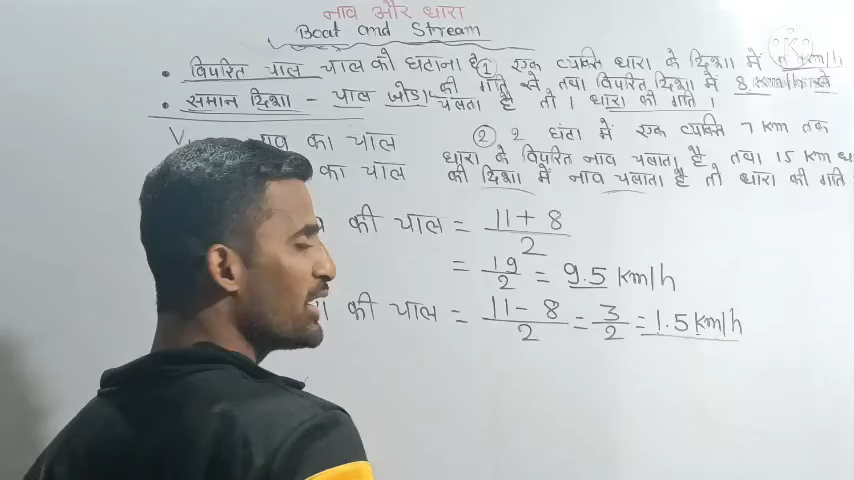 नाव और धारा
Boat and Stream
• विपरित चाल चाल को घटाना है
• समान दिशा - चाल जोड़
नाव का चाल
का चाल
① एक व्यक्ति धारा के दिशा में km/h
की गति से तथा विपरित दिशा में 8
चलता है तो । धारा की गति ।
② २ घंटा में एक व्यक्ति 7 km तक
धारा के विपरित नाव चलाता है तथा 15 km
की दिशा में नाव चलाता है तो धारा की गति
की चाल = 11 + 8 / 2
= 19 / 2 = 9.5 km/h
की चाल = 11 - 8 / 2 = 3 / 2 = 1.5 km/h